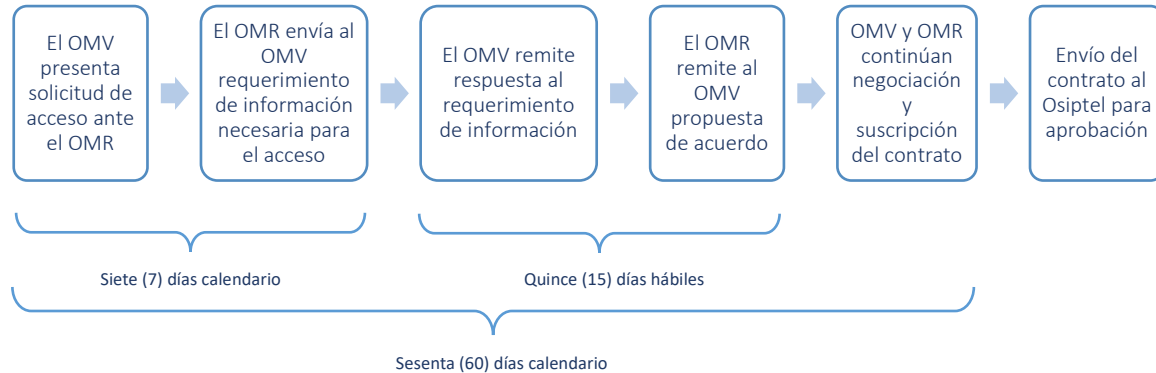 El OMV
presenta
solicitud de
acceso ante
el OMR
El OMR envía al
OMV
requerimiento
de información
necesaria para
el acceso
El OMV remite
respuesta al
requerimiento
de información
El OMR
remite al
OMV
propuesta
de acuerdo
OMV y OMR
continúan
negociación
y
suscripción
del contrato
Envío del
contrato al
Osiptel para
aprobación
Siete (7) días calendario
Quince (15) días hábiles
Sesenta (60) días calendario